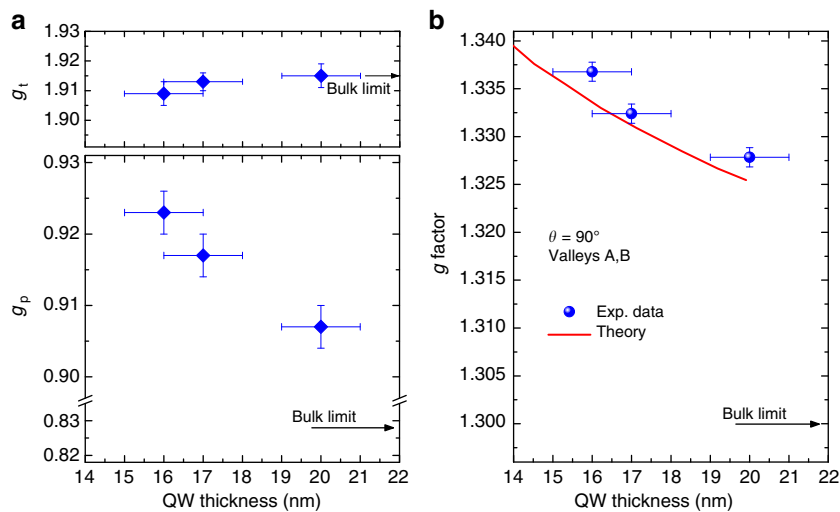 a
1.93
1.92
1.91
1.90
gt
Bulk limit
0.93
0.92
0.91
0.90
0.83
0.82
gp
Bulk limit
14 15 16 17 18 19 20 21 22
QW thickness (nm)
b
1.340
1.335
1.330
1.325
1.320
1.315
1.310
1.305
1.300
g factor
θ = 90°
Valleys A,B
Exp. data
Theory
Bulk limit
14 15 16 17 18 19 20 21 22
QW thickness (nm)